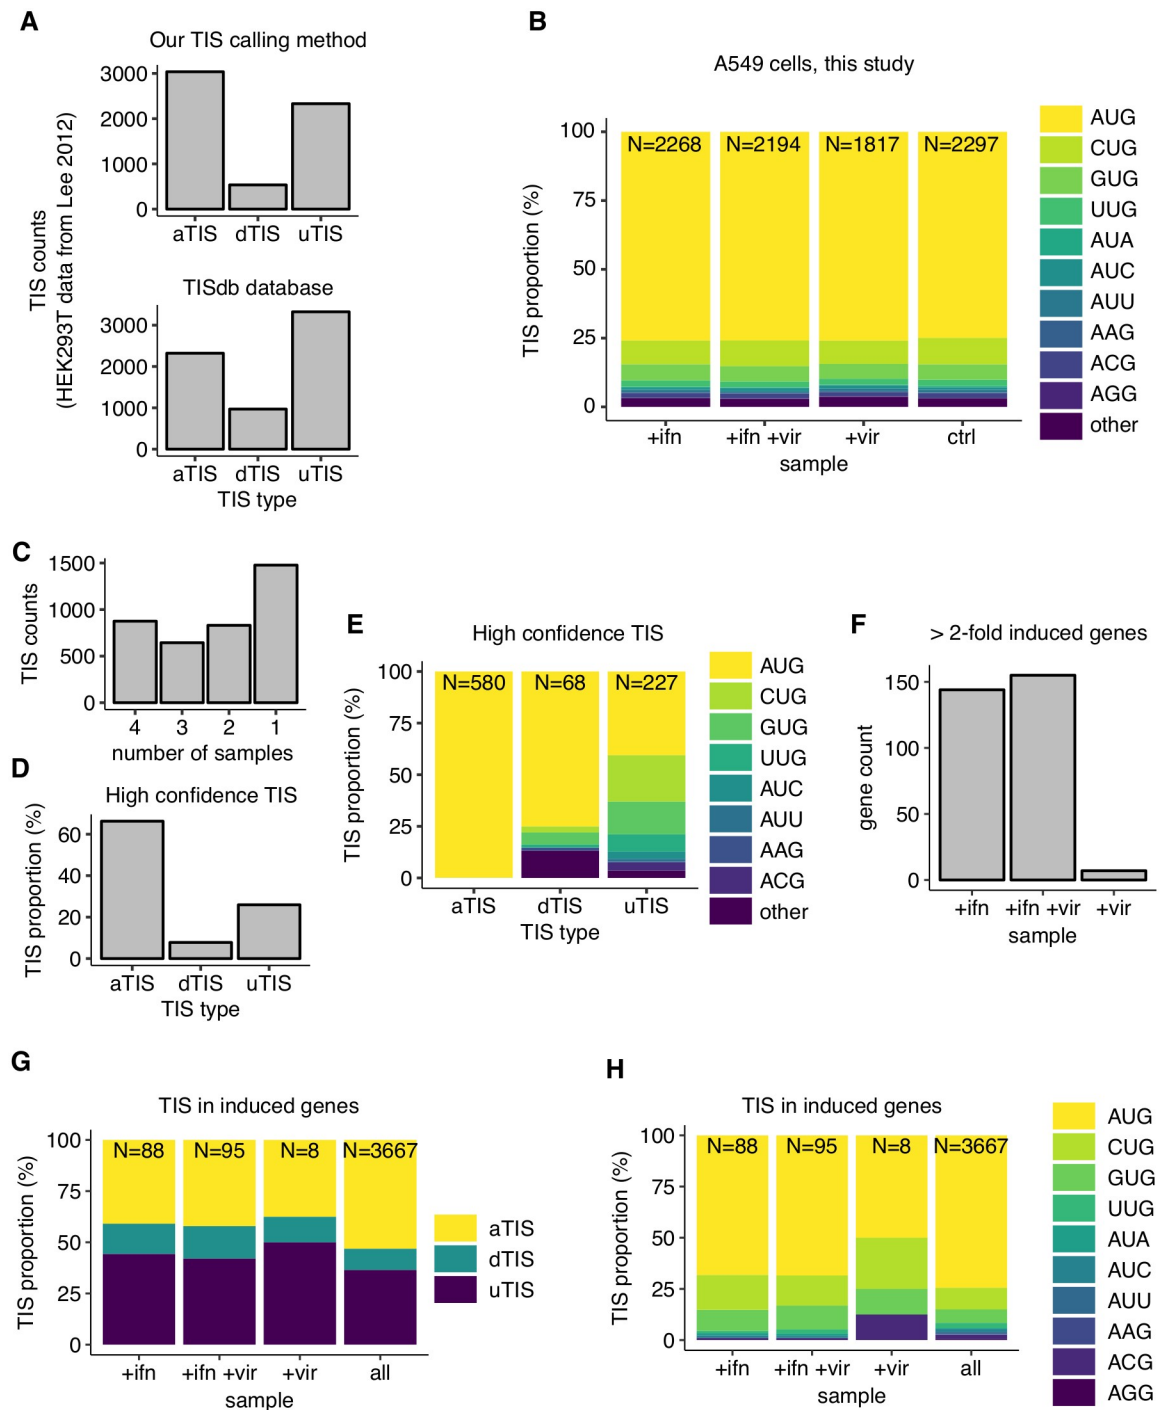 A
Our TIS calling method
TIS counts
(HEK293T data from Lee 2012)
3000
2000
1000
0
aTIS dTIS uTIS
TISdb database
3000
2000
1000
0
aTIS dTIS uTIS
TIS type
B
A549 cells, this study
TIS proportion (%)
100
75
50
25
0
N=2268 N=2194 N=1817 N=2297
+ifn +ifn +vir +vir ctrl
sample
AUG
CUG
GUG
UUG
AUA
AUC
AUU
AAG
ACG
AGG
other
C
TIS counts
1500
1000
500
0
4 3 2 1
number of samples
D
High confidence TIS
TIS proportion (%)
60
40
20
0
aTIS dTIS uTIS
TIS type
E
High confidence TIS
TIS proportion (%)
100
75
50
25
0
N=580 N=68 N=227
aTIS dTIS uTIS
TIS type
AUG
CUG
GUG
UUG
AUC
AUU
AAG
ACG
other
F
> 2-fold induced genes
gene count
150
100
50
0
+ifn +ifn +vir +vir
sample
G
TIS in induced genes
TIS proportion (%)
100
75
50
25
0
N=88 N=95 N=8 N=3667
+ifn +ifn +vir +vir all
sample
aTIS
dTIS
uTIS
H
TIS in induced genes
TIS proportion (%)
100
75
50
25
0
N=88 N=95 N=8 N=3667
+ifn +ifn +vir +vir all
sample
AUG
CUG
GUG
UUG
AUA
AUC
AUU
AAG
ACG
AGG